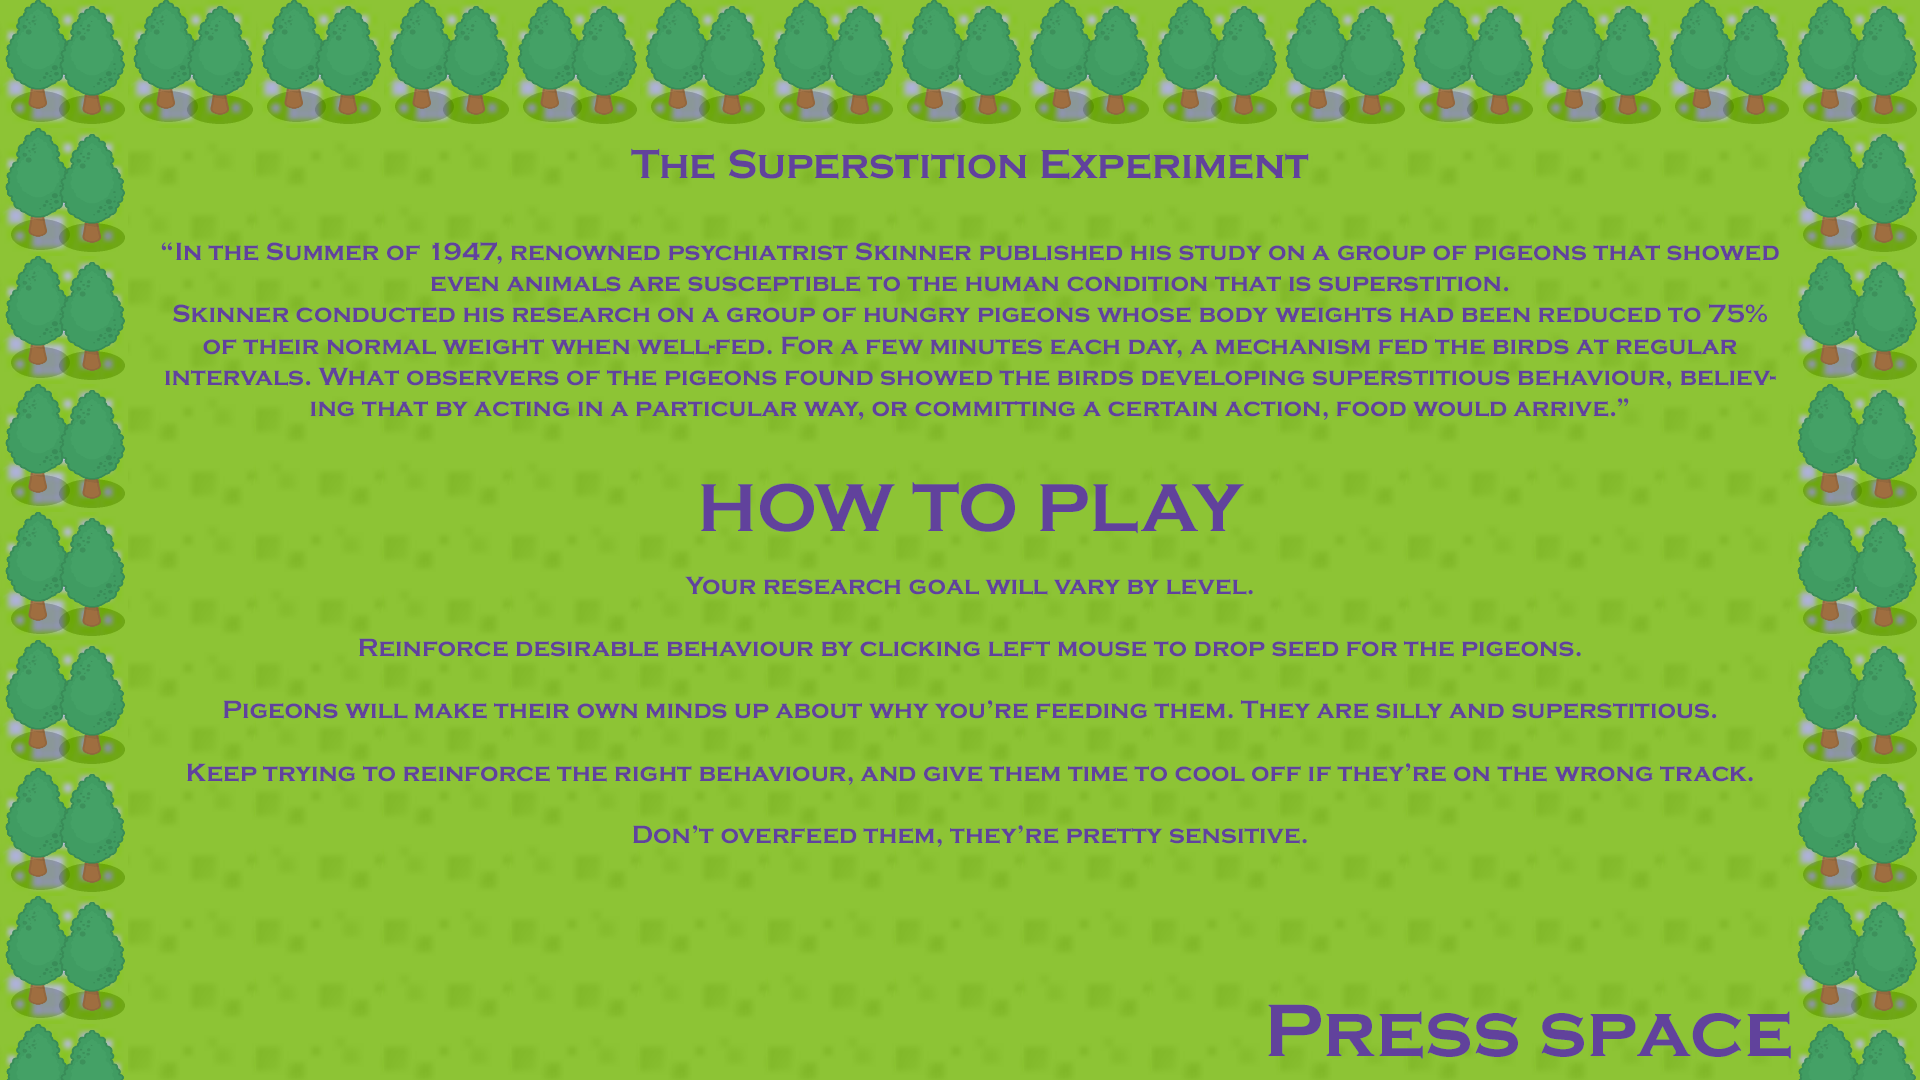 The Superstition Experiment
“In the Summer of 1947, renowned psychiatrist Skinner published his study on a group of pigeons that showed
even animals are susceptible to the human condition that is superstition.
Skinner conducted his research on a group of hungry pigeons whose body weights had been reduced to 75%
of their normal weight when well-fed. For a few minutes each day, a mechanism fed the birds at regular
intervals. What observers of the pigeons found showed the birds developing superstitious behaviour, believ-
ing that by acting in a particular way, or committing a certain action, food would arrive.”
HOW TO PLAY
Your research goal will vary by level.
Reinforce desirable behaviour by clicking left mouse to drop seed for the pigeons.
Pigeons will make their own minds up about why you’re feeding them. They are silly and superstitious.
Keep trying to reinforce the right behaviour, and give them time to cool off if they’re on the wrong track.
Don’t overfeed them, they’re pretty sensitive.
Press space